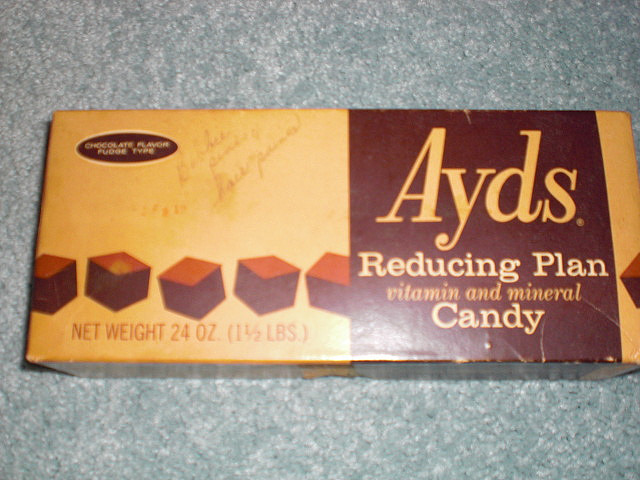 CHOCOLATE FLAVOR
FUDGE TYPE
NET WEIGHT 24 OZ. (1½ LBS.)
Ayds®
Reducing Plan
vitamin and mineral
Candy